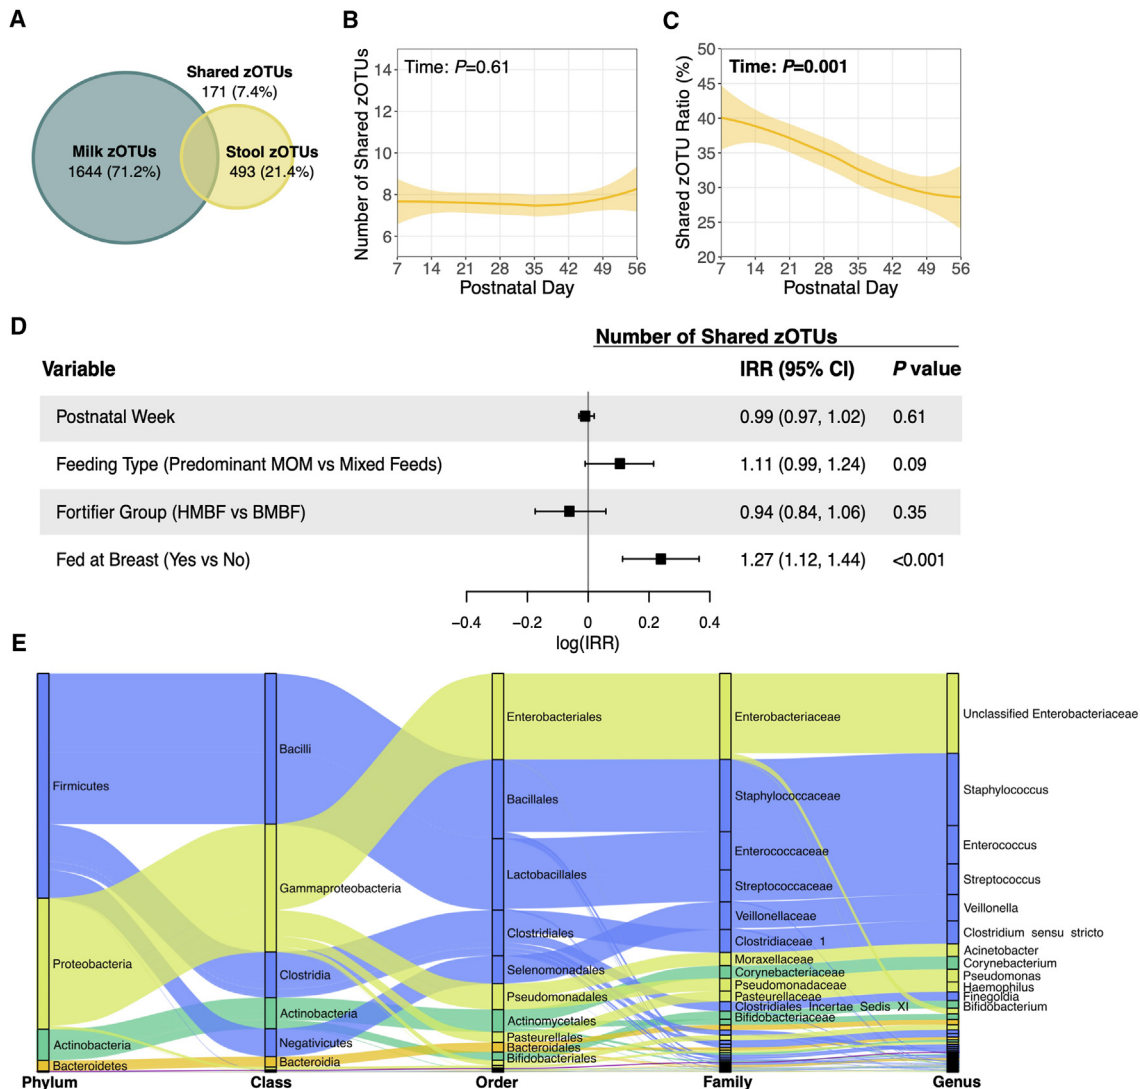 A
Shared zOTUs
171 (7.4%)
Milk zOTUs
1644 (71.2%)
Stool zOTUs
493 (21.4%)
B
Number of Shared zOTUs
14
12
10
8
6
Time: P=0.61
7 14 21 28 35 42 49 56
Postnatal Day
C
Shared zOTU Ratio (%)
50
45
40
35
30
25
20
Time: P=0.001
7 14 21 28 35 42 49 56
Postnatal Day
D
Number of Shared zOTUs
Variable IRR (95% CI) P value
Postnatal Week 0.99 (0.97, 1.02) 0.61
Feeding Type (Predominant MOM vs Mixed Feeds) 1.11 (0.99, 1.24) 0.09
Fortifier Group (HMBF vs BMBF) 0.94 (0.84, 1.06) 0.35
Fed at Breast (Yes vs No) 1.27 (1.12, 1.44) <0.001
−0.4 −0.2 0 0.2 0.4
log(IRR)
E
Firmicutes
Proteobacteria
Actinobacteria
Bacteroidetes
Phylum
Bacilli
Gammaproteobacteria
Clostridia
Actinobacteria
Negativicutes
Bacteroidia
Class
Enterobacteriales
Bacillales
Lactobacillales
Clostridiales
Selenomonadales
Pseudomonadales
Actinomycetales
Pasteurellales
Bacteroidales
Bifidobacteriales
Order
Enterobacteriaceae
Staphylococcaceae
Enterococcaceae
Streptococcaceae
Veillonellaceae
Clostridiaceae 1
Moraxellaceae
Corynebacteriaceae
Pseudomonadaceae
Pasteurellaceae
Clostridiales Incertae Sedis XI
Bifidobacteriaceae
Family
Unclassified Enterobacteriaceae
Staphylococcus
Enterococcus
Streptococcus
Veillonella
Clostridium sensu stricto
Acinetobacter
Corynebacterium
Pseudomonas
Haemophilus
Finegoldia
Bifidobacterium
Genus